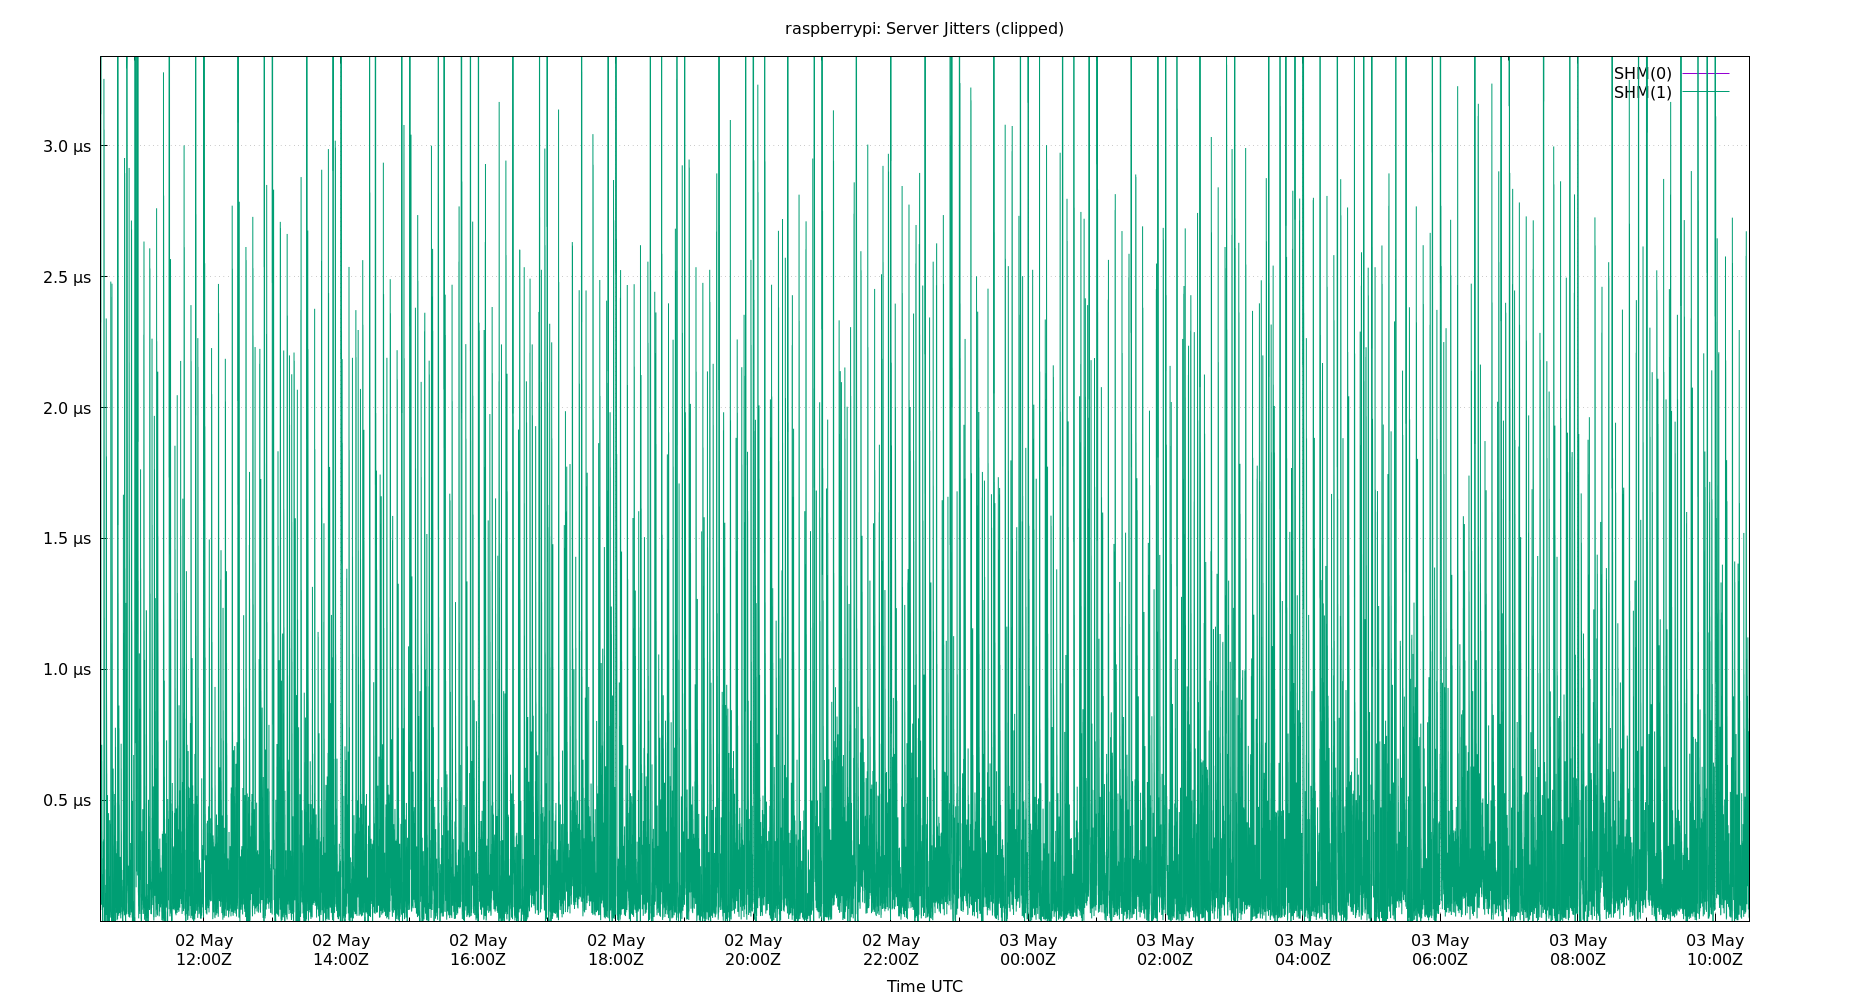 raspberrypi: Server Jitters (clipped)
SHM(0)
SHM(1)
3.0 µs
2.5 µs
2.0 µs
1.5 µs
1.0 µs
0.5 µs
02 May 02 May 02 May 02 May 02 May 02 May 03 May 03 May 03 May 03 May 03 May 03 May
12:00Z 14:00Z 16:00Z 18:00Z 20:00Z 22:00Z 00:00Z 02:00Z 04:00Z 06:00Z 08:00Z 10:00Z
Time UTC